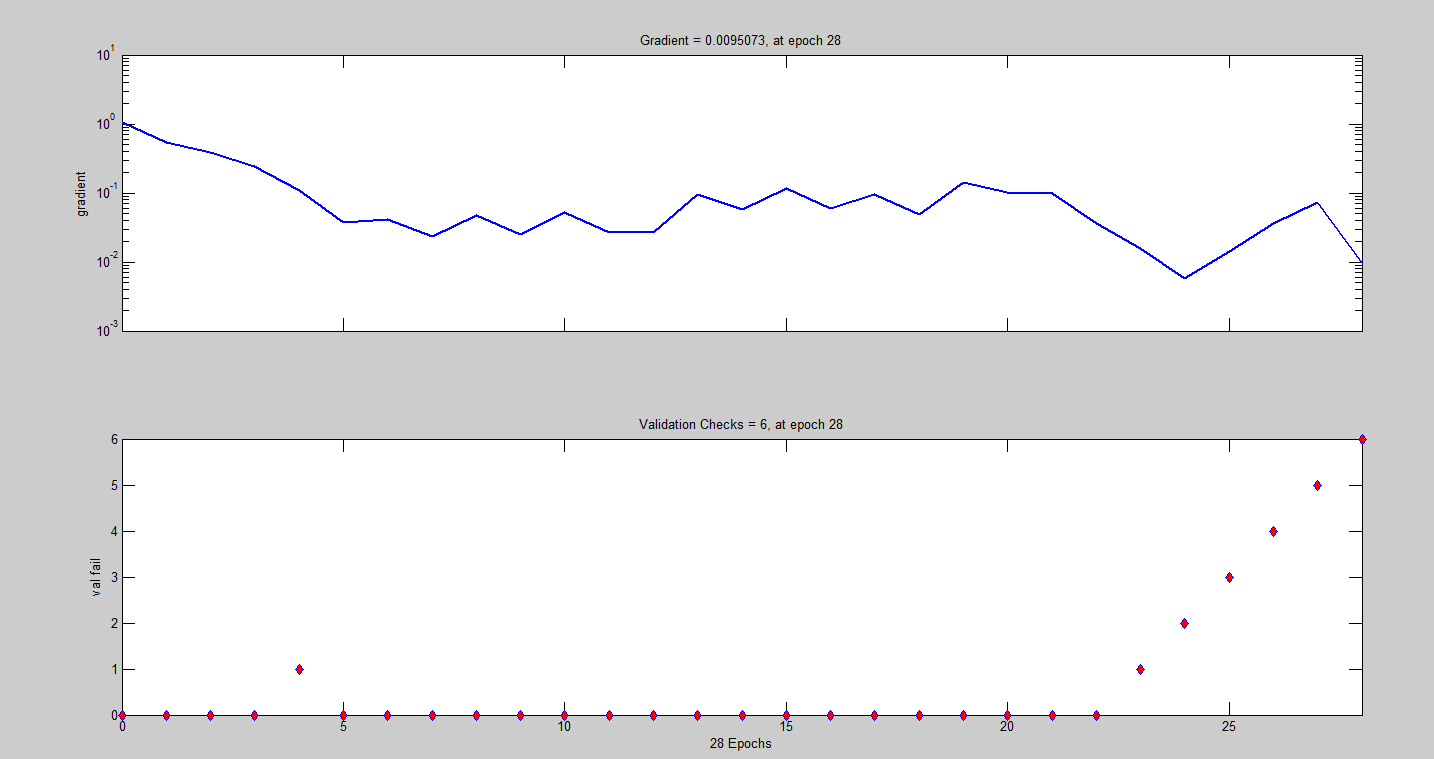 Gradient = 0.0095073, at epoch 28
10^1
10^0
10^-1
10^-2
10^-3
gradient
Validation Checks = 6, at epoch 28
6
5
4
3
2
1
0
val fail
0 5 10 15 20 25
28 Epochs